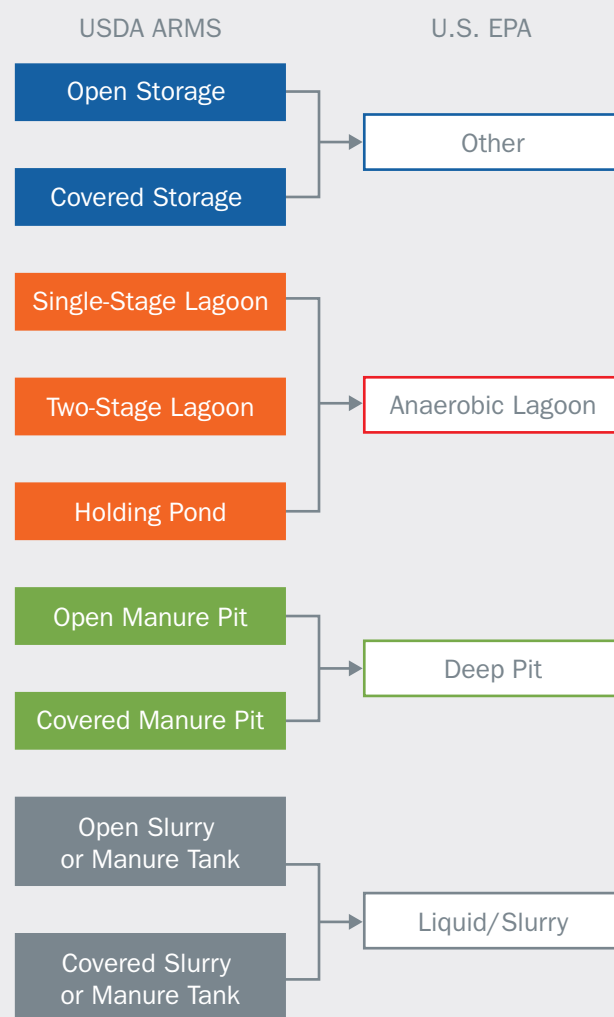 USDA ARMS
U.S. EPA
Open Storage
Covered Storage
Other
Single-Stage Lagoon
Two-Stage Lagoon
Holding Pond
Anaerobic Lagoon
Open Manure Pit
Covered Manure Pit
Deep Pit
Open Slurry
or Manure Tank
Covered Slurry
or Manure Tank
Liquid/Slurry